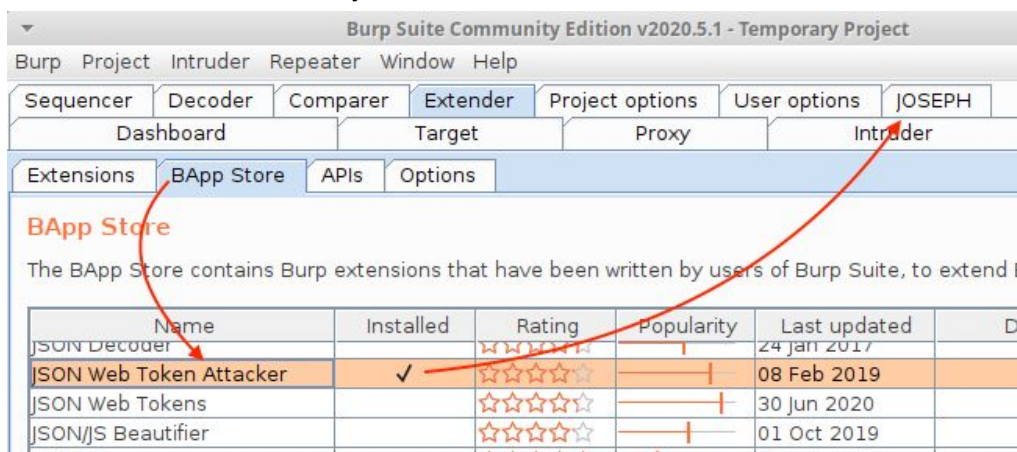 Burp Suite Community Edition v2020.5.1 - Temporary Project
Burp Project Intruder Repeater Window Help
Sequencer Decoder Comparer Extender Project options User options JOSEPH
Dashboard Target Proxy Intruder
Extensions BApp Store APIs Options
BApp Store
The BApp Store contains Burp extensions that have been written by users of Burp Suite, to extend
Name Installed Rating Popularity Last updated D
JSON Decoder 24 Jan 2017
JSON Web Token Attacker ✓ 08 Feb 2019
JSON Web Tokens 30 Jun 2020
JSON/JS Beautifier 01 Oct 2019